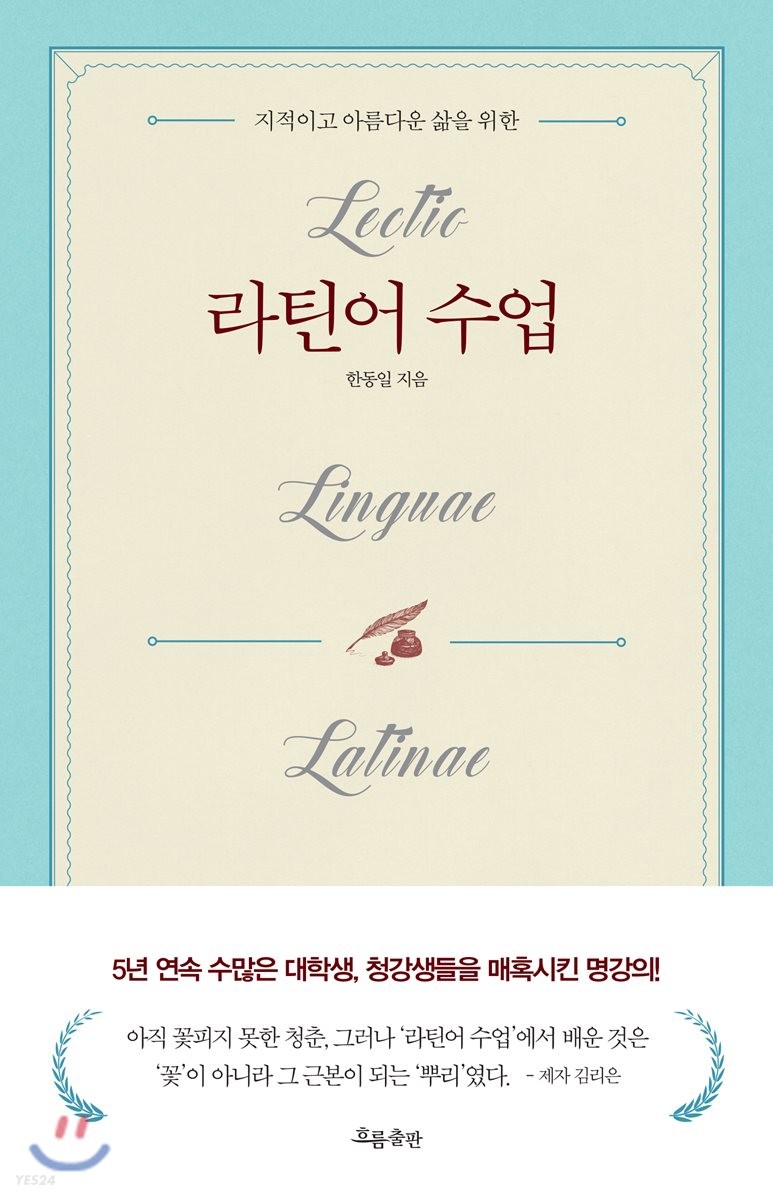 지적이고 아름다운 삶을 위한
Lectio
라틴어 수업
한동일 지음
Linguae
Latinae
5년 연속 수많은 대학생, 청강생들을 매혹시킨 명강의!
아직 꽃피지 못한 청춘, 그러나 ‘라틴어 수업’에서 배운 것은
‘꽃’이 아니라 그 근본이 되는 ‘뿌리’였다. - 제자 김리은
흐름출판
YES24